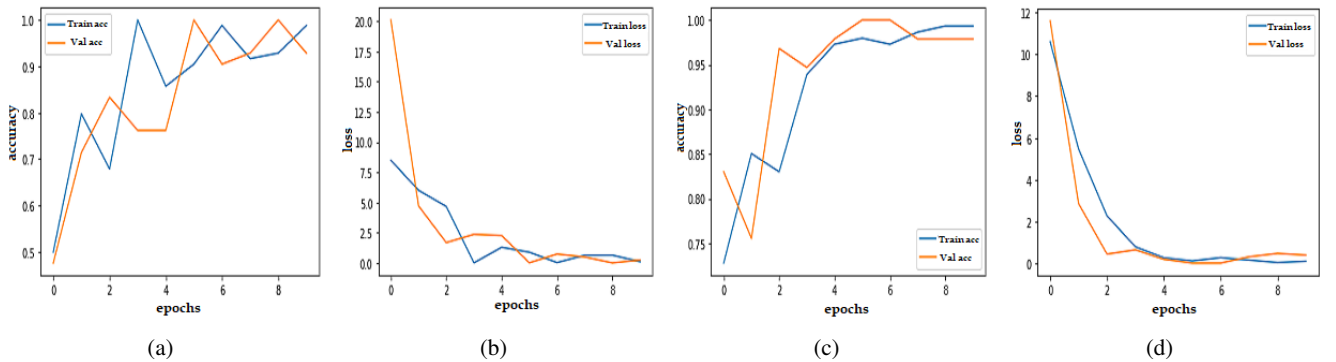 1.0
0.9
0.8
0.7
0.6
0.5
accuracy
Train acc
Val acc
0 2 4 6 8
epochs
(a)
20.0
17.5
15.0
12.5
10.0
7.5
5.0
2.5
0.0
loss
Train loss
Val loss
0 2 4 6 8
epochs
(b)
1.00
0.95
0.90
0.85
0.80
0.75
accuracy
Train acc
Val acc
0 2 4 6 8
epochs
(c)
12
10
8
6
4
2
0
loss
Train loss
Val loss
0 2 4 6 8
epochs
(d)